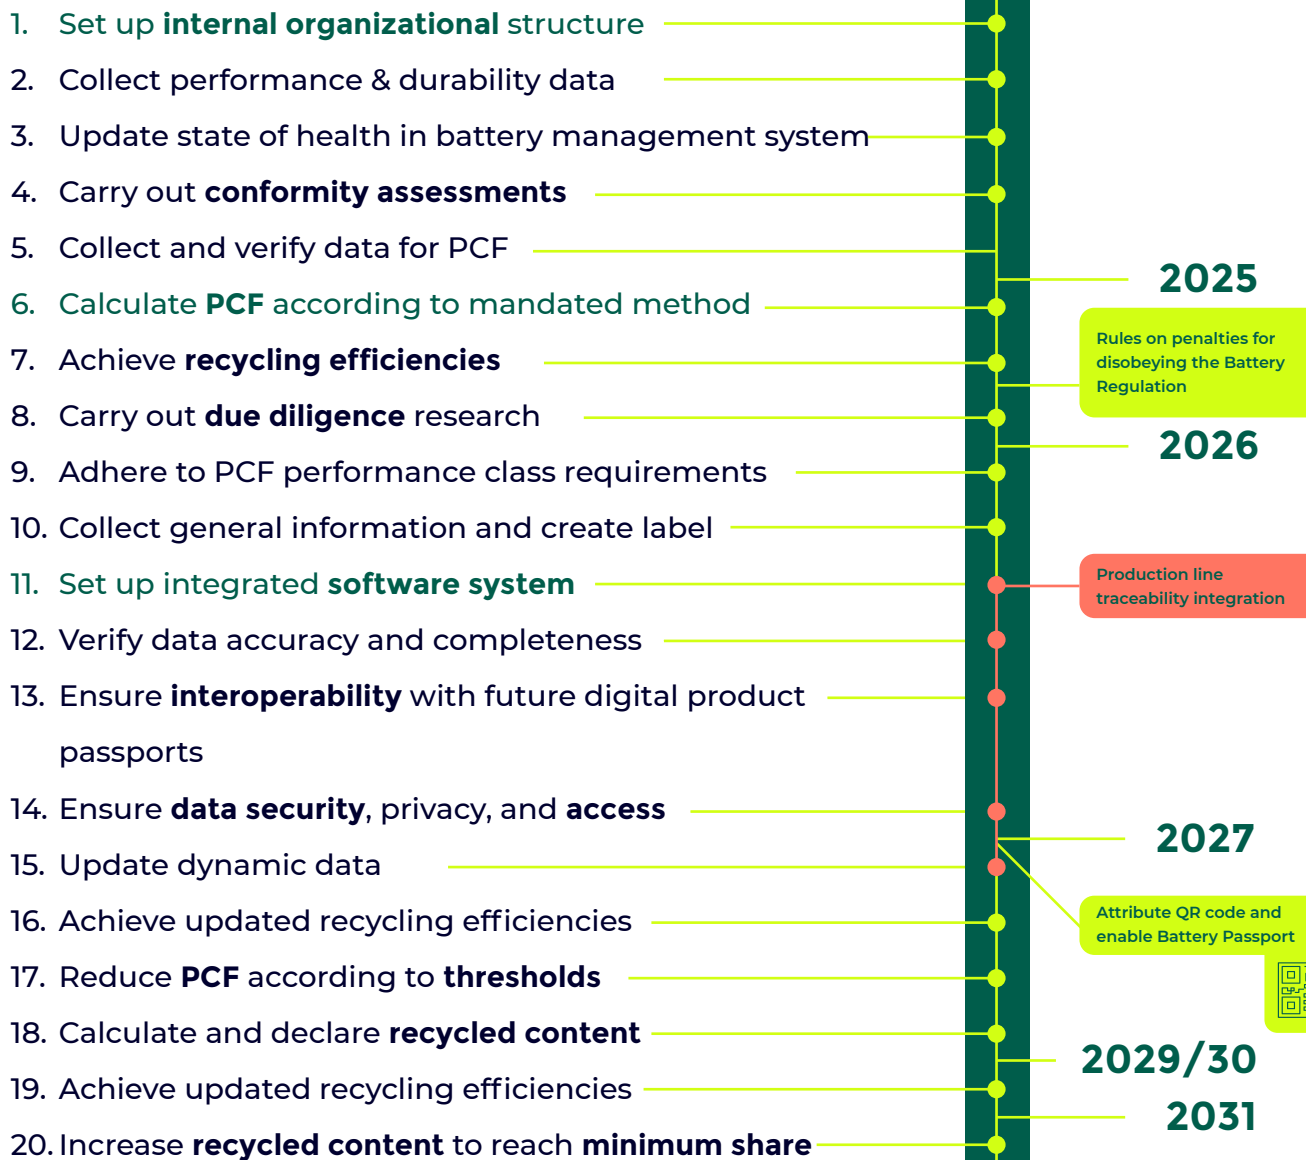 1. Set up internal organizational structure
2. Collect performance & durability data
3. Update state of health in battery management system
4. Carry out conformity assessments
5. Collect and verify data for PCF
6. Calculate PCF according to mandated method
7. Achieve recycling efficiencies
8. Carry out due diligence research
9. Adhere to PCF performance class requirements
10. Collect general information and create label
11. Set up integrated software system
12. Verify data accuracy and completeness
13. Ensure interoperability with future digital product
passports
14. Ensure data security, privacy, and access
15. Update dynamic data
16. Achieve updated recycling efficiencies
17. Reduce PCF according to thresholds
18. Calculate and declare recycled content
19. Achieve updated recycling efficiencies
20. Increase recycled content to reach minimum share
2025
Rules on penalties for
disobeying the Battery
Regulation
2026
Production line
traceability integration
2027
Attribute QR code and
enable Battery Passport
2029/30
2031